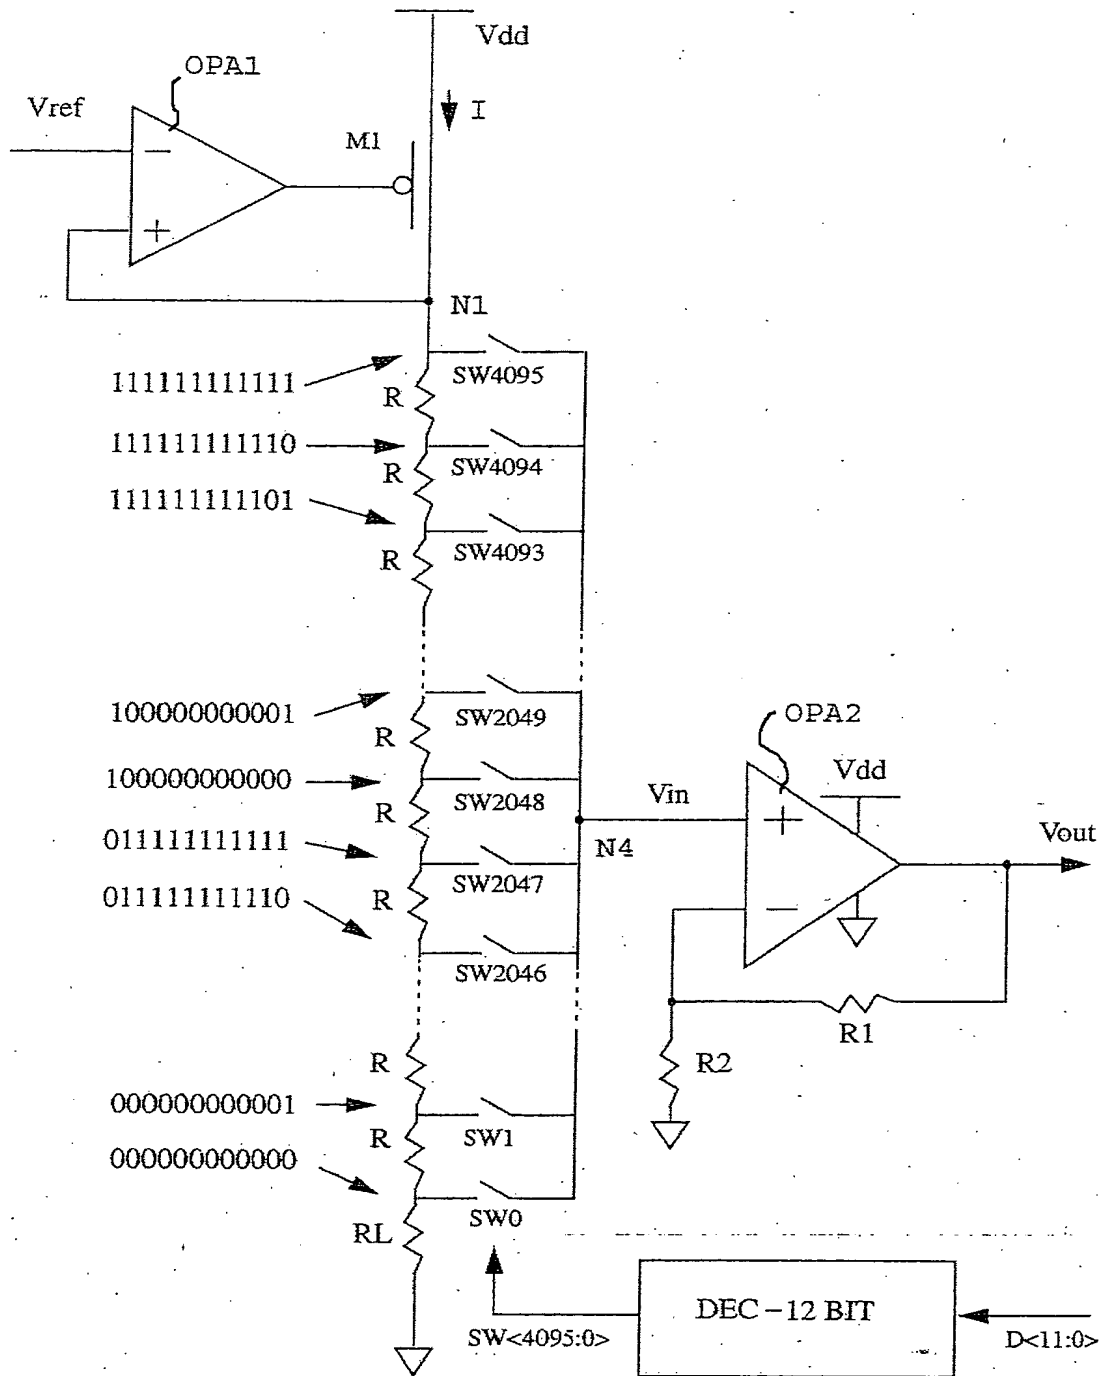 Vdd
OPA1
I
Vref
M1
−
+
N1
111111111111
SW4095
R
111111111110
SW4094
R
111111111101
SW4093
R
100000000001
SW2049
R
OPA2
100000000000
SW2048
Vdd
Vin
+
Vout
R
N4
011111111111
SW2047
R
011111111110
−
SW2046
R1
R
R2
000000000001
SW1
R
000000000000
SW0
RL
DEC −12 BIT
SW<4095:0>
D<11:0>